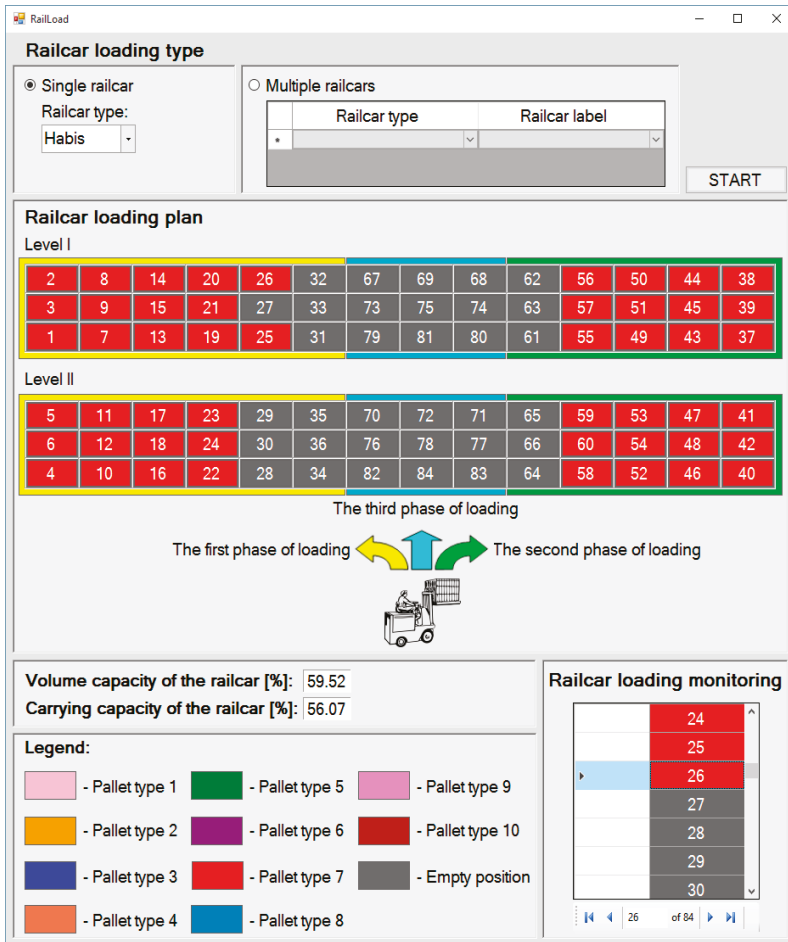 RailLoad
Railcar loading type
Single railcar
Railcar type:
Habis
Multiple railcars
Railcar type Railcar label
*
START
Railcar loading plan
Level I
2 8 14 20 26 32 67 69 68 62 56 50 44 38
3 9 15 21 27 33 73 75 74 63 57 51 45 39
1 7 13 19 25 31 79 81 80 61 55 49 43 37
Level II
5 11 17 23 29 35 70 72 71 65 59 53 47 41
6 12 18 24 30 36 76 78 77 66 60 54 48 42
4 10 16 22 28 34 82 84 83 64 58 52 46 40
The third phase of loading
The first phase of loading
The second phase of loading
Volume capacity of the railcar [%]: 59.52
Carrying capacity of the railcar [%]: 56.07
Legend:
- Pallet type 1 - Pallet type 5 - Pallet type 9
- Pallet type 2 - Pallet type 6 - Pallet type 10
- Pallet type 3 - Pallet type 7 - Empty position
- Pallet type 4 - Pallet type 8
Railcar loading monitoring
24
25
26
27
28
29
30
26 of 84